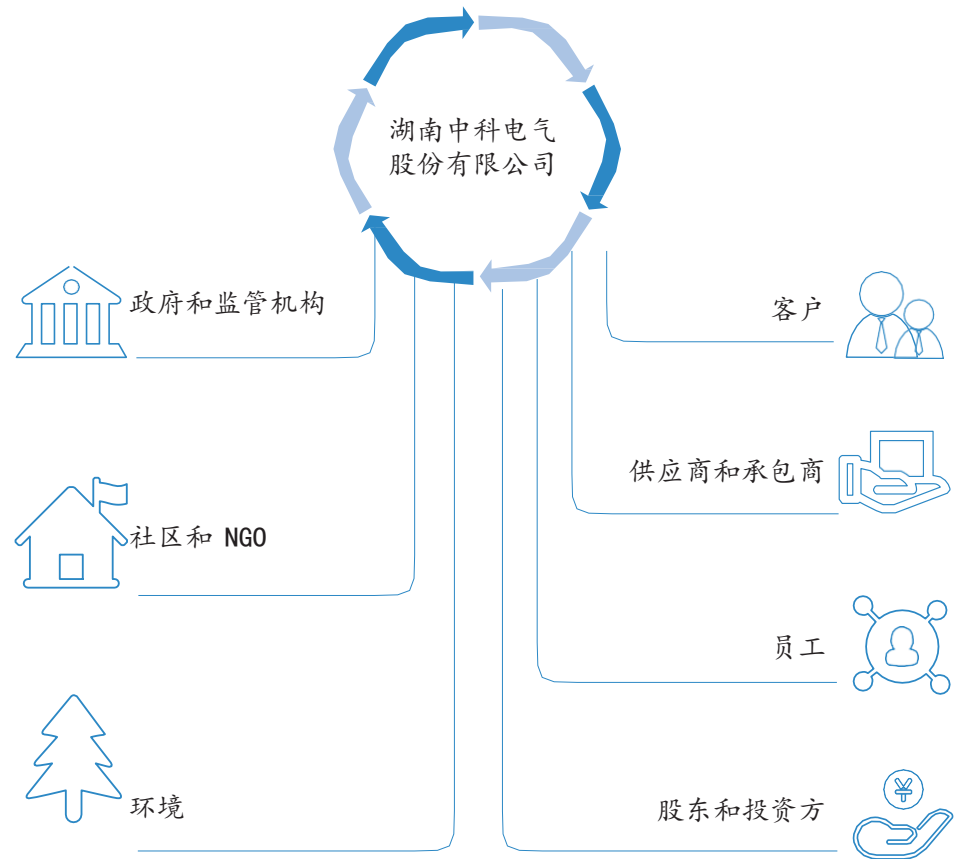 湖南中科电气
股份有限公司
政府和监管机构
客户
供应商和承包商
社区和 NGO
员工
环境
股东和投资方
¥